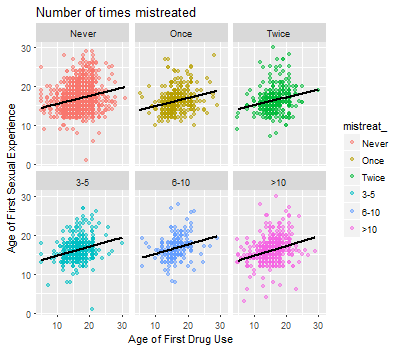 Number of times mistreated
Never
Once
Twice
30
20
10
0
3-5
6-10
>10
30
20
10
0
10
20
30
10
20
30
10
20
30
Age of First Drug Use
Age of First Sexual Experience
mistreat_
Never
Once
Twice
3-5
6-10
>10